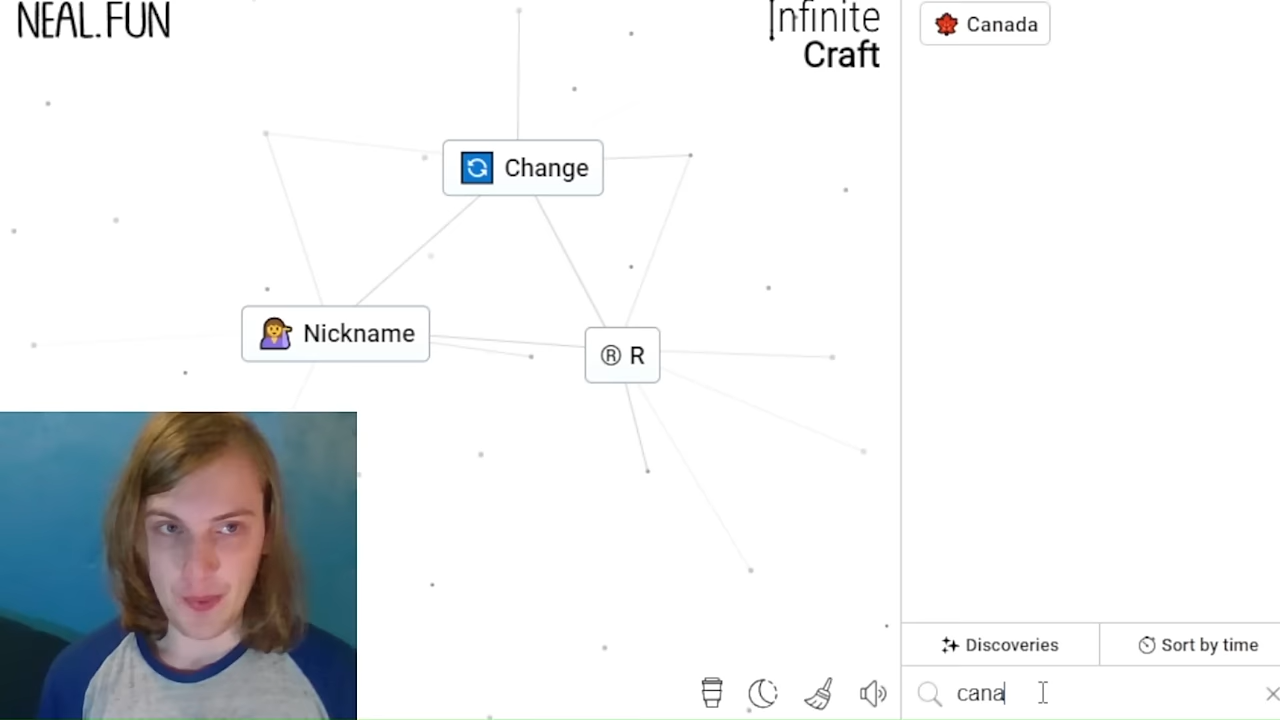 NEAL.FUN
Infinite
Craft
Canada
Change
Nickname
® R
Discoveries
Sort by time
cana